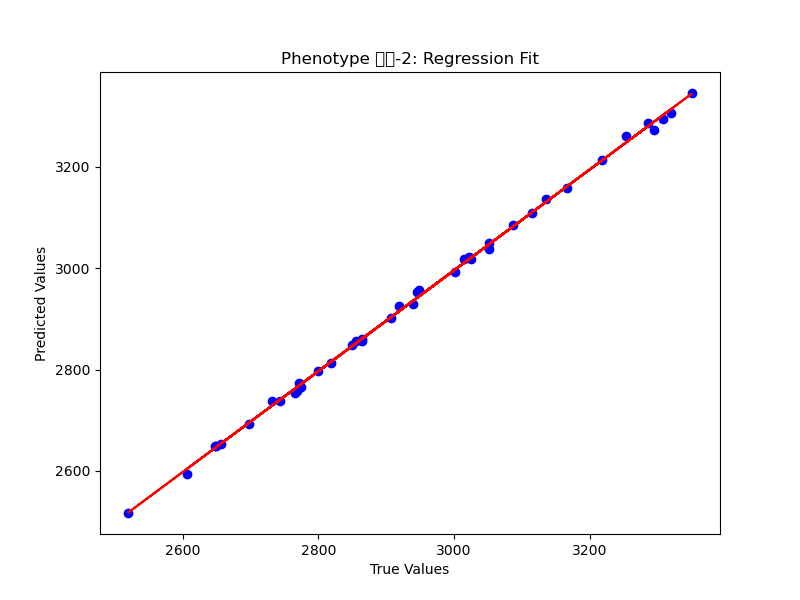 Phenotype -2: Regression Fit
3200
3000
2800
2600
Predicted Values
2600 2800 3000 3200
True Values